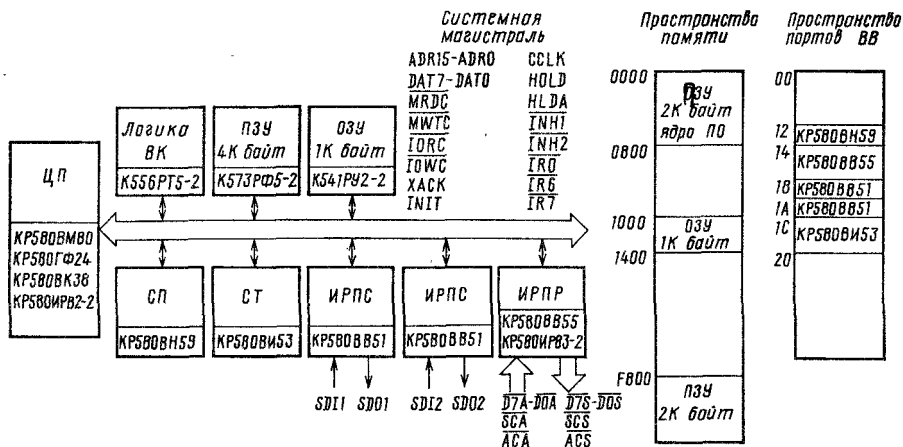 Системная
магистраль
Пространство
памяти
Пространство
портов ВВ
ADR15-ADR0
DAT7-DAT0
MRDC
MWTC
IORC
IOWC
XACK
INIT
CCLK
HOLD
HLDA
INH1
INH2
IR0
IR6
IR7
ЦП
КР580ВМ80
КР580ГФ24
КР580ВК38
КР580ИР82-2
Логика
ВК
К556РТ5-2
ПЗУ
4К байт
К573РФ5-2
ОЗУ
1К байт
К541РУ2-2
СП
КР580ВН59
СТ
КР580ВИ53
ИРПС
КР580ВВ51
ИРПС
КР580ВВ51
ИРПР
КР580ВВ55
КР580ИР83-2
SDI1
SDO1
SDI2
SDO2
D7A-D0A
SCA
ACA
D7S-D0S
SCS
ACS
0000
ПЗУ
2К байт
ядро ПО
0800
1000
ОЗУ
1К байт
1400
F800
ПЗУ
2К байт
00
12
КР580ВН59
14
КР580ВВ55
18
КР580ВВ51
1A
КР580ВВ51
1C
КР580ВИ53
20